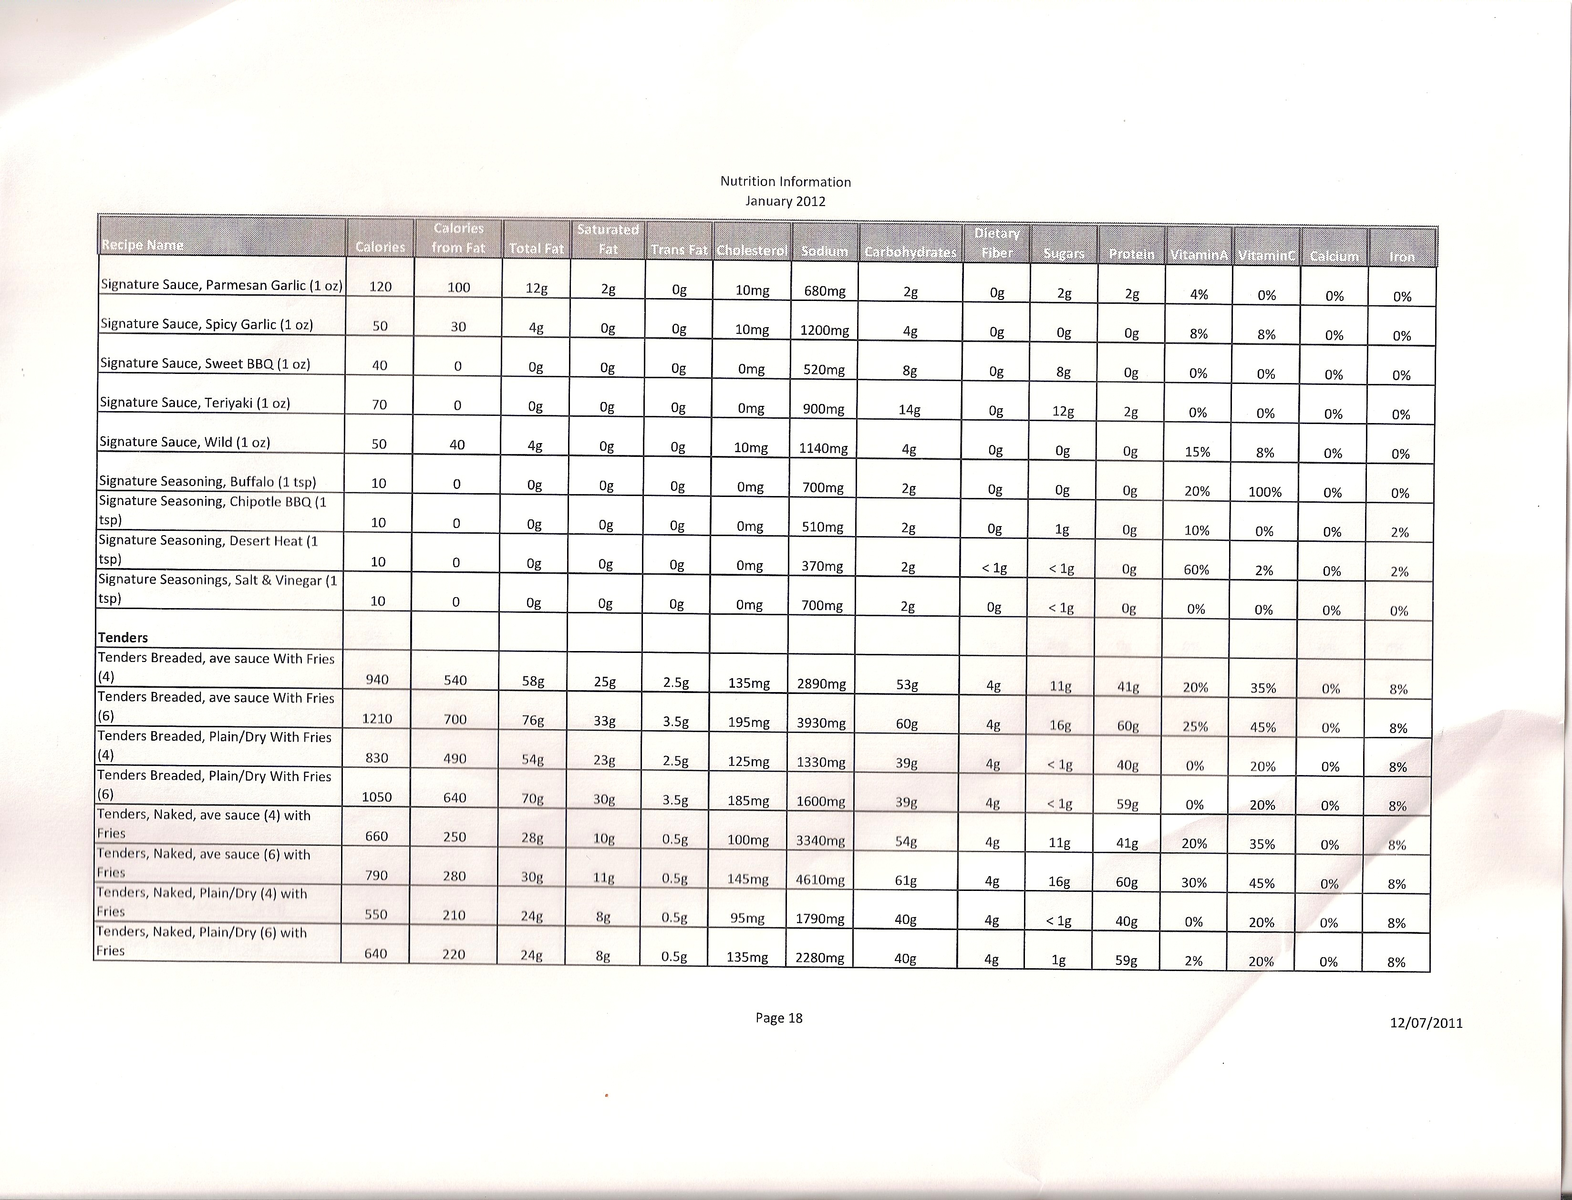 Nutrition Information
January 2012
Recipe Name Calories Calories from Fat Total Fat Saturated Fat Trans Fat Cholesterol Sodium Carbohydrates Dietary Fiber Sugars Protein VitaminA VitaminC Calcium Iron
Signature Sauce, Parmesan Garlic (1 oz) 120 100 12g 2g 0g 10mg 680mg 2g 0g 2g 2g 4% 0% 0% 0%
Signature Sauce, Spicy Garlic (1 oz) 50 30 4g 0g 0g 10mg 1200mg 4g 0g 0g 0g 8% 8% 0% 0%
Signature Sauce, Sweet BBQ (1 oz) 40 0 0g 0g 0g 0mg 520mg 8g 0g 8g 0g 0% 0% 0% 0%
Signature Sauce, Teriyaki (1 oz) 70 0 0g 0g 0g 0mg 900mg 14g 0g 12g 2g 0% 0% 0% 0%
Signature Sauce, Wild (1 oz) 50 40 4g 0g 0g 10mg 1140mg 4g 0g 0g 0g 15% 8% 0% 0%
Signature Seasoning, Buffalo (1 tsp) 10 0 0g 0g 0g 0mg 700mg 2g 0g 0g 0g 20% 100% 0% 0%
Signature Seasoning, Chipotle BBQ (1
tsp) 10 0 0g 0g 0g 0mg 510mg 2g 0g 1g 0g 10% 0% 0% 2%
Signature Seasoning, Desert Heat (1
tsp) 10 0 0g 0g 0g 0mg 370mg 2g < 1g < 1g 0g 60% 2% 0% 2%
Signature Seasonings, Salt & Vinegar (1
tsp) 10 0 0g 0g 0g 0mg 700mg 2g 0g < 1g 0g 0% 0% 0% 0%
Tenders
Tenders Breaded, ave sauce With Fries
(4) 940 540 58g 25g 2.5g 135mg 2890mg 53g 4g 11g 41g 20% 35% 0% 8%
Tenders Breaded, ave sauce With Fries
(6) 1210 700 76g 33g 3.5g 195mg 3930mg 60g 4g 16g 60g 25% 45% 0% 8%
Tenders Breaded, Plain/Dry With Fries
(4) 830 490 54g 23g 2.5g 125mg 1330mg 39g 4g < 1g 40g 0% 20% 0% 8%
Tenders Breaded, Plain/Dry With Fries
(6) 1050 640 70g 30g 3.5g 185mg 1600mg 39g 4g < 1g 59g 0% 20% 0% 8%
Tenders, Naked, ave sauce (4) with
Fries 660 250 28g 10g 0.5g 100mg 3340mg 54g 4g 11g 41g 20% 35% 0% 8%
Tenders, Naked, ave sauce (6) with
Fries 790 280 30g 11g 0.5g 145mg 4610mg 61g 4g 16g 60g 30% 45% 0% 8%
Tenders, Naked, Plain/Dry (4) with
Fries 550 210 24g 8g 0.5g 95mg 1790mg 40g 4g < 1g 40g 0% 20% 0% 8%
Tenders, Naked, Plain/Dry (6) with
Fries 640 220 24g 8g 0.5g 135mg 2280mg 40g 4g 1g 59g 2% 20% 0% 8%
Page 18
12/07/2011